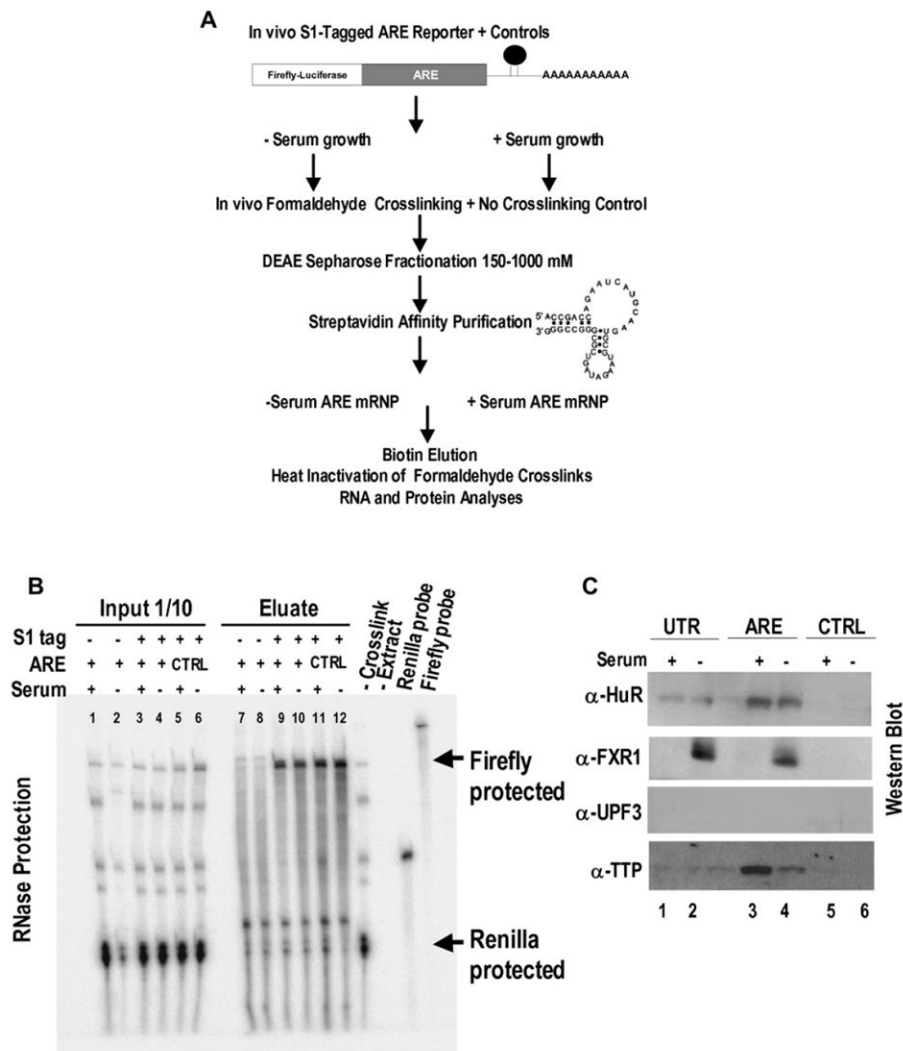 A
In vivo S1-Tagged ARE Reporter + Controls
Firefly-Luciferase ARE AAAAAAAAAAA
- Serum growth + Serum growth
In vivo Formaldehyde Crosslinking + No Crosslinking Control
DEAE Sepharose Fractionation 150-1000 mM
Streptavidin Affinity Purification
5' ACCGACC
3' GGGCCGG
-Serum ARE mRNP + Serum ARE mRNP
Biotin Elution
Heat Inactivation of Formaldehyde Crosslinks
RNA and Protein Analyses
B
Input 1/10 Eluate
S1 tag - - + + + + - - + + + +
ARE + + + + CTRL + + + + CTRL
Serum + - + - + - + - + - + -
- Crosslink
- Extract
Renilla probe
Firefly probe
1 2 3 4 5 6 7 8 9 10 11 12
RNase Protection
Firefly
protected
Renilla
protected
C
UTR ARE CTRL
Serum + - + - + -
α-HuR
α-FXR1
α-UPF3
α-TTP
1 2 3 4 5 6
Western Blot